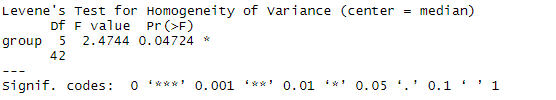 Levene's Test for Homogeneity of Variance (center = median)
      Df F value  Pr(>F)
group  5  2.4744 0.04724 *
      42
---
Signif. codes:  0 ‘***’ 0.001 ‘**’ 0.01 ‘*’ 0.05 ‘.’ 0.1 ‘ ’ 1